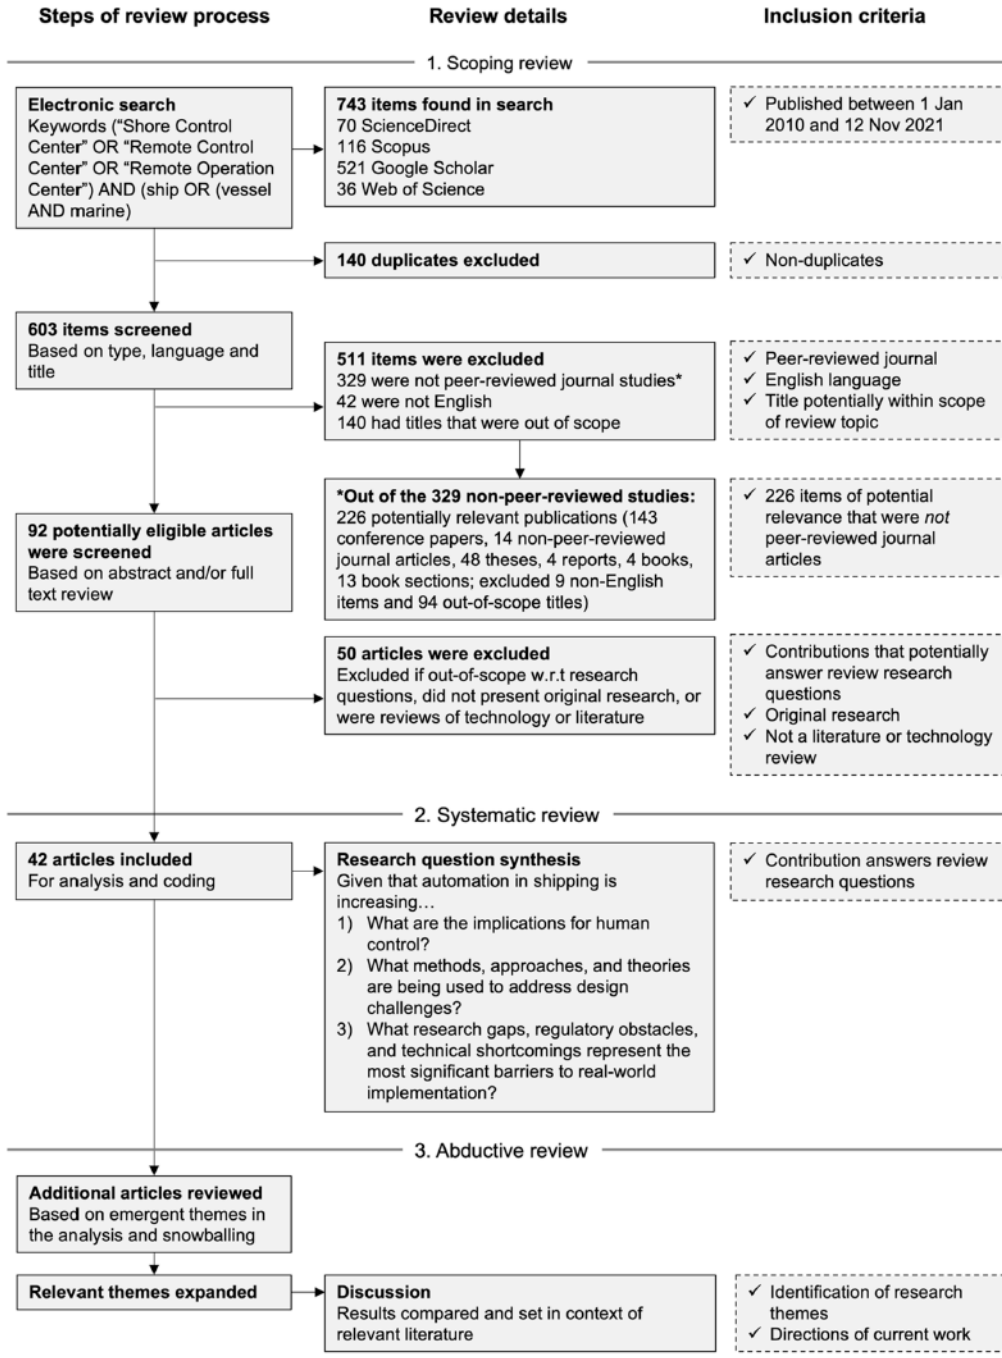 Steps of review process
Review details
Inclusion criteria
1. Scoping review
Electronic search
Keywords (“Shore Control
Center” OR “Remote Control
Center” OR “Remote Operation
Center”) AND (ship OR (vessel
AND marine)
743 items found in search
70 ScienceDirect
116 Scopus
521 Google Scholar
36 Web of Science
✓ Published between 1 Jan
2010 and 12 Nov 2021
140 duplicates excluded
✓ Non-duplicates
603 items screened
Based on type, language and
title
511 items were excluded
329 were not peer-reviewed journal studies*
42 were not English
140 had titles that were out of scope
✓ Peer-reviewed journal
✓ English language
✓ Title potentially within scope
of review topic
*Out of the 329 non-peer-reviewed studies:
226 potentially relevant publications (143
conference papers, 14 non-peer-reviewed
journal articles, 48 theses, 4 reports, 4 books,
13 book sections; excluded 9 non-English
items and 94 out-of-scope titles)
✓ 226 items of potential
relevance that were not
peer-reviewed journal
articles
92 potentially eligible articles
were screened
Based on abstract and/or full
text review
50 articles were excluded
Excluded if out-of-scope w.r.t research
questions, did not present original research, or
were reviews of technology or literature
✓ Contributions that potentially
answer review research
questions
✓ Original research
✓ Not a literature or technology
review
2. Systematic review
42 articles included
For analysis and coding
Research question synthesis
Given that automation in shipping is
increasing…
1) What are the implications for human
control?
2) What methods, approaches, and theories
are being used to address design
challenges?
3) What research gaps, regulatory obstacles,
and technical shortcomings represent the
most significant barriers to real-world
implementation?
✓ Contribution answers review
research questions
3. Abductive review
Additional articles reviewed
Based on emergent themes in
the analysis and snowballing
Relevant themes expanded
Discussion
Results compared and set in context of
relevant literature
✓ Identification of research
themes
✓ Directions of current work